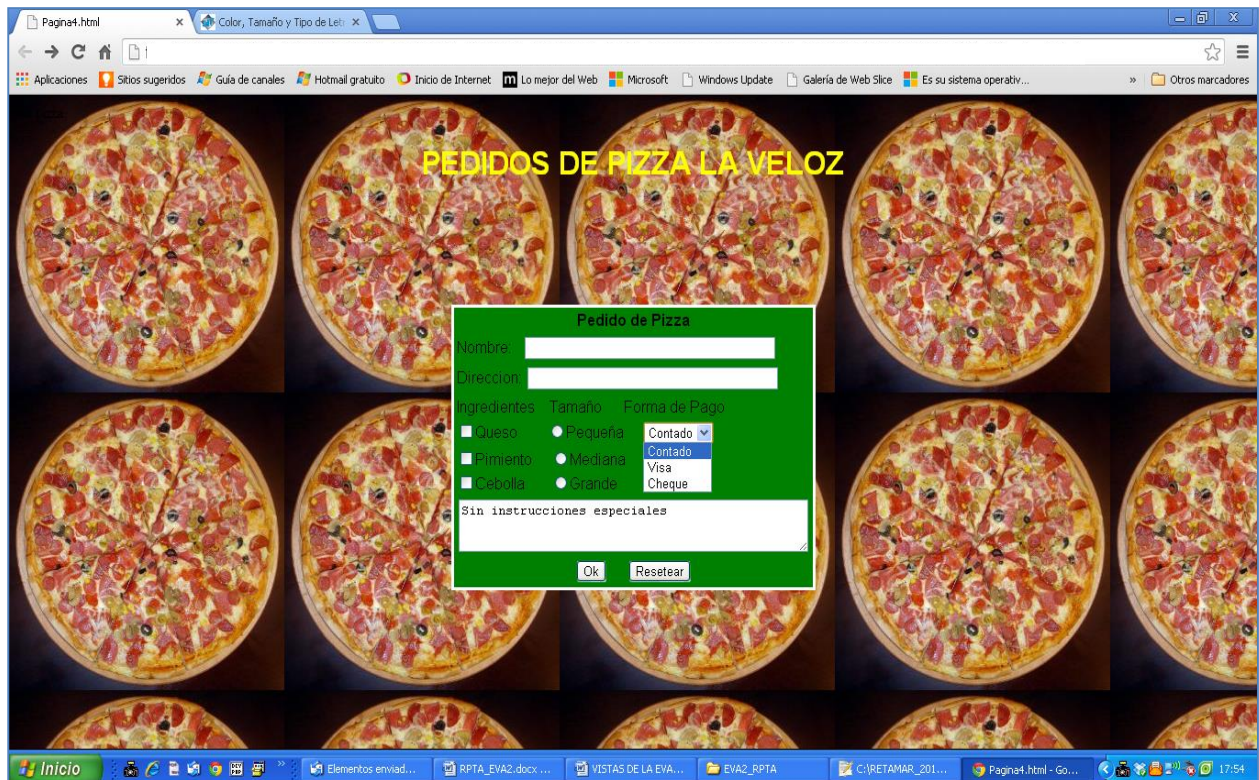 Pagina4.html
Color, Tamaño y Tipo de Let
Aplicaciones Sitios sugeridos Guía de canales Hotmail gratuito Inicio de Internet Lo mejor del Web Microsoft Windows Update Galería de Web Slice Es su sistema operativ... » Otros marcadores
PEDIDOS DE PIZZA LA VELOZ
Pedido de Pizza
Nombre:
Direccion:
Ingredientes Tamaño Forma de Pago
Queso Pequeña Contado
Contado
Pimiento Mediana Visa
Cebolla Grande Cheque
Sin instrucciones especiales
Ok Resetear
Inicio Elementos enviad... RPTA_EVA2.docx ... VISTAS DE LA EVA... EVA2_RPTA C:\RETAMAR_201... Pagina4.html - Go... 17:54